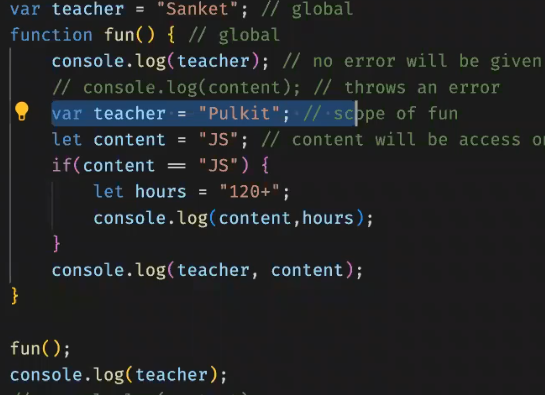 var teacher = "Sanket"; // global
function fun() { // global
console.log(teacher); // no error will be given
// console.log(content); // throws an error
var teacher = "Pulkit"; // scope of fun
let content = "JS"; // content will be access
if(content == "JS") {
let hours = "120+";
console.log(content,hours);
}
console.log(teacher, content);
}
fun();
console.log(teacher);